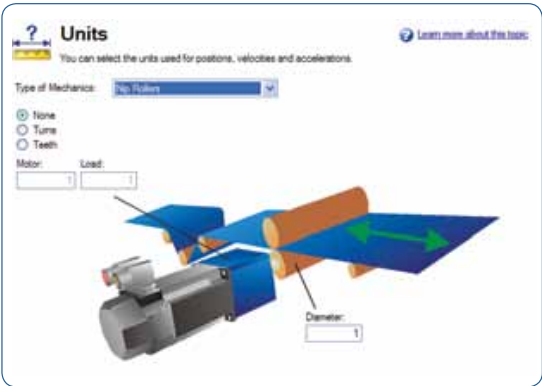 ?
Units
? Learn more about this topic
You can select the units used for positions, velocities and accelerations.
Type of Mechanics: Nip Rollers
None
Turns
Teeth
Motor: Load:
1 1
Diameter:
1